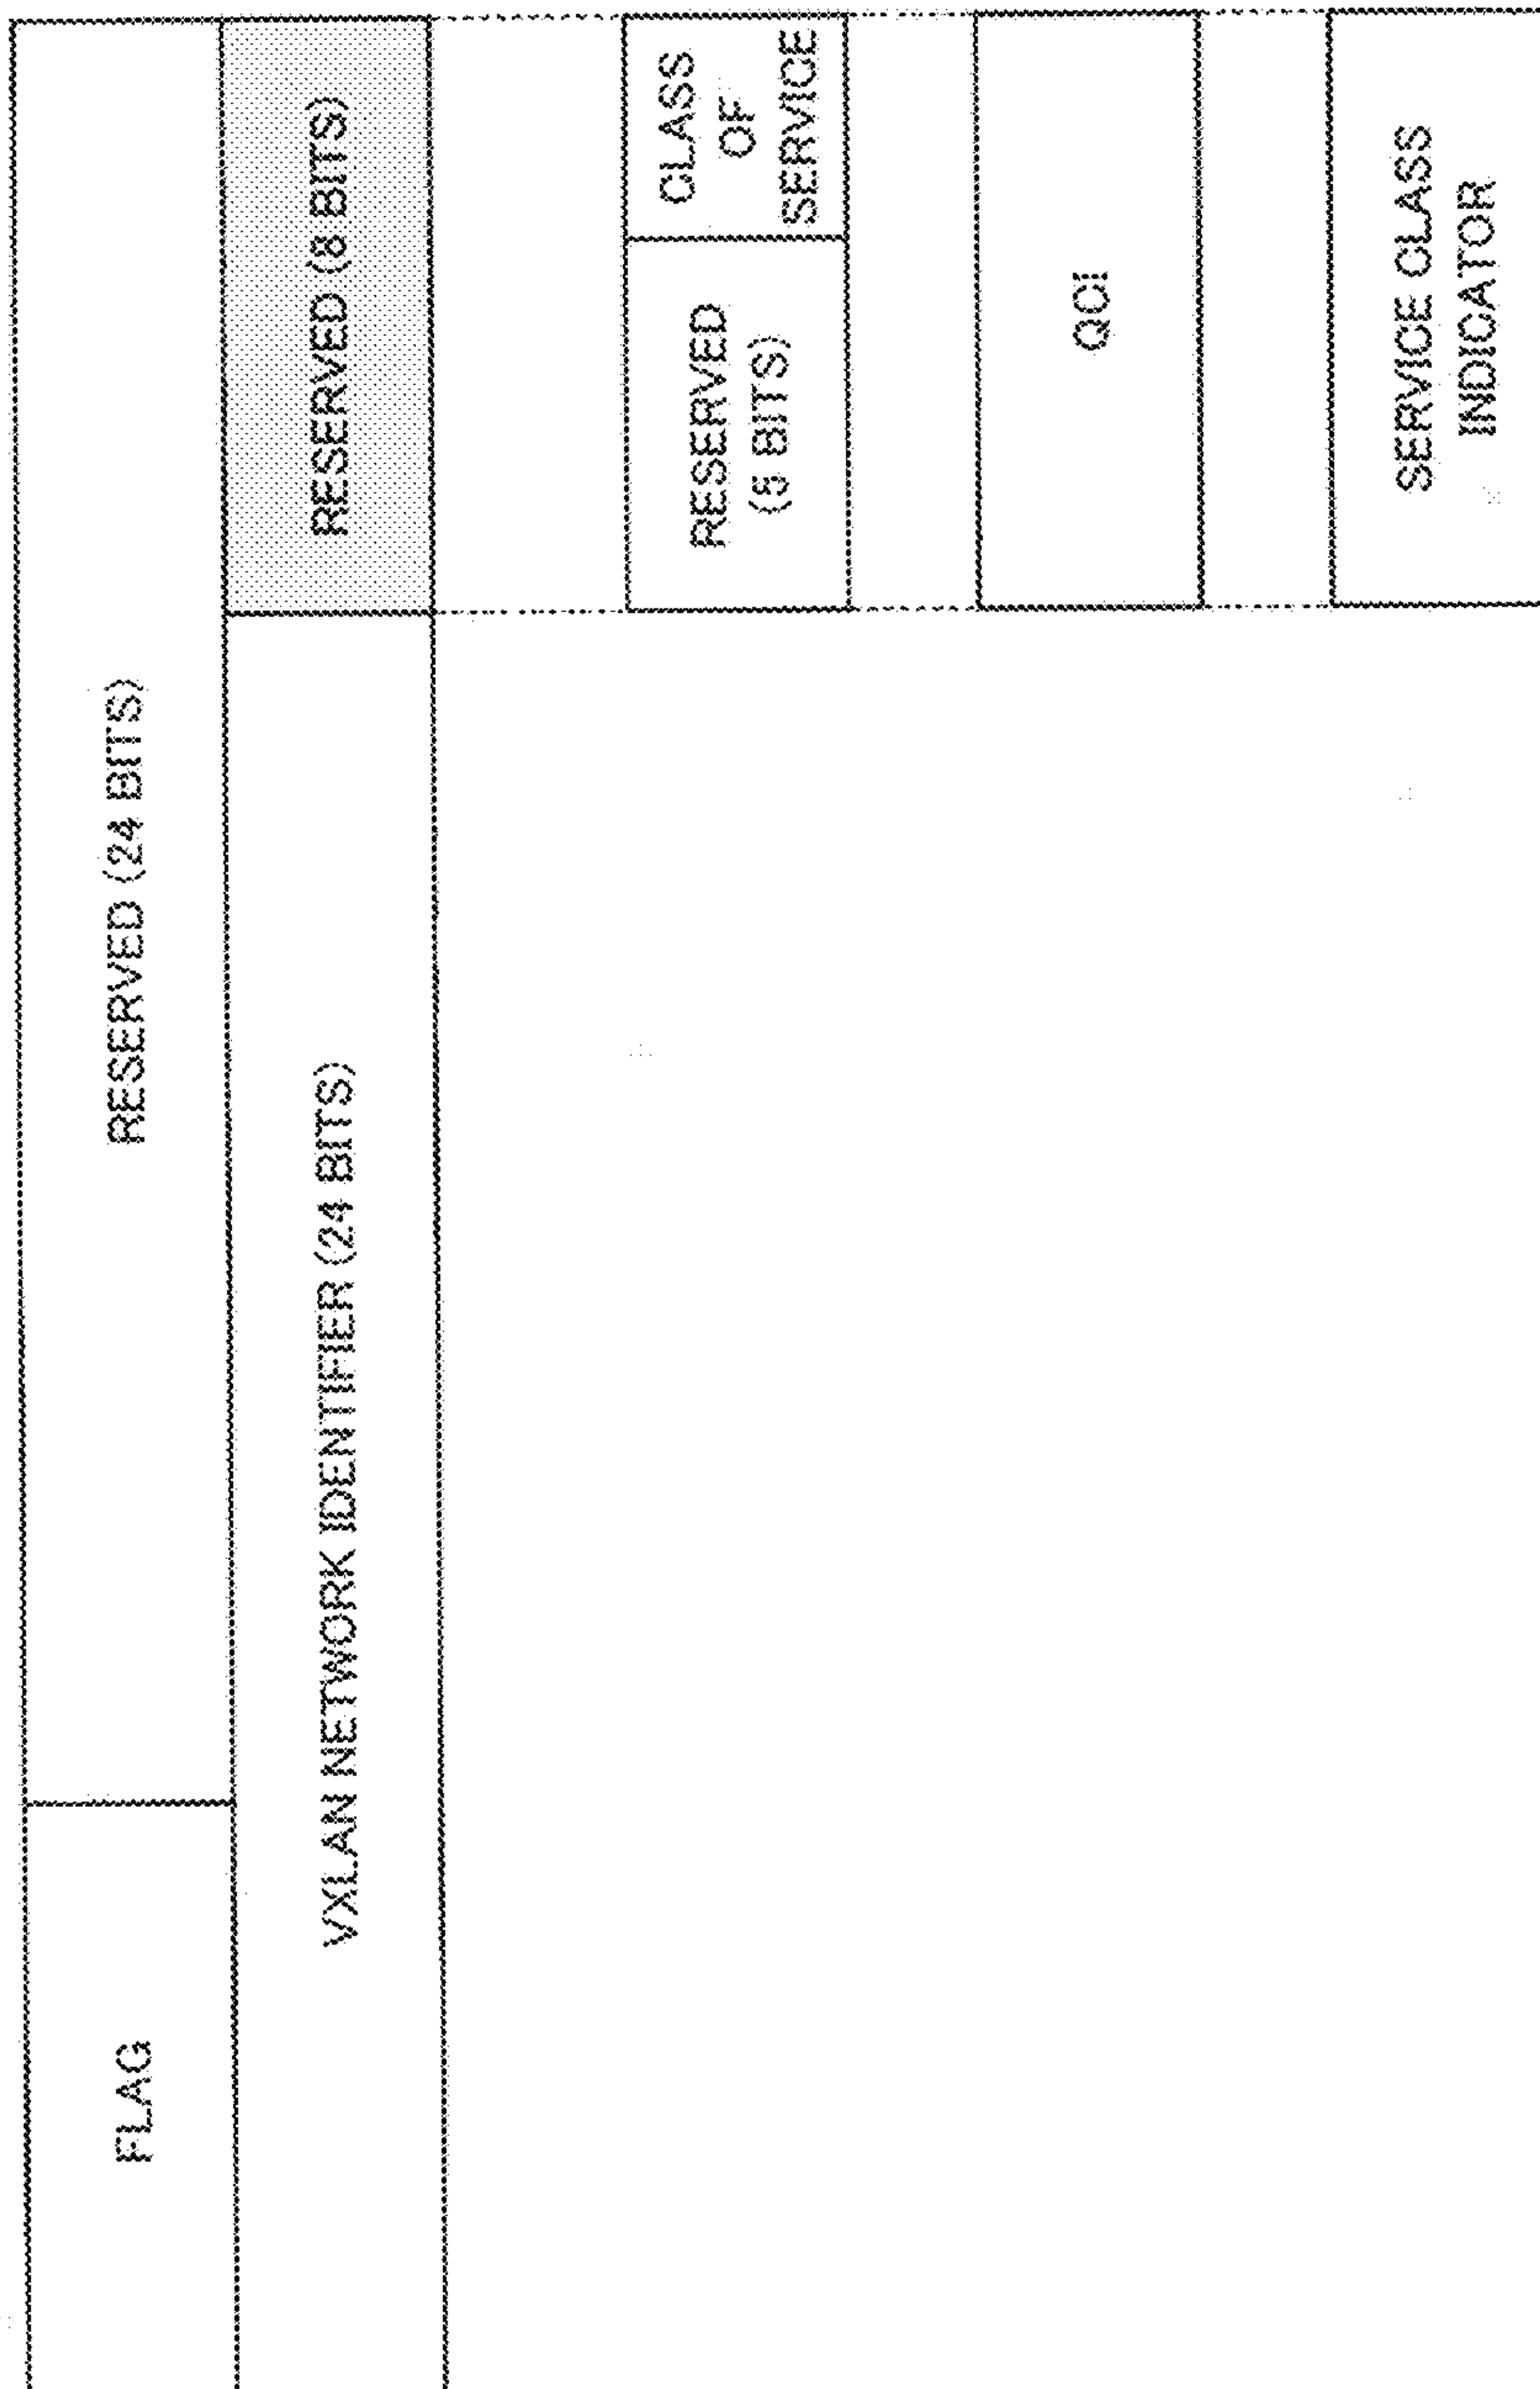 FLAG
RESERVED (24 BITS)
VXLAN NETWORK IDENTIFIER (24 BITS)
RESERVED (8 BITS)
RESERVED
(5 BITS)
CLASS
OF
SERVICE
QCI
SERVICE CLASS
INDICATOR